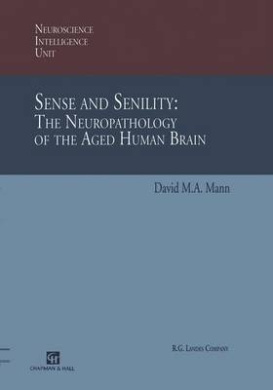 NEUROSCIENCE
INTELLIGENCE
UNIT
SENSE AND SENILITY:
THE NEUROPATHOLOGY
OF THE AGED HUMAN BRAIN
David M.A. Mann
CHAPMAN & HALL
R.G. LANDES COMPANY